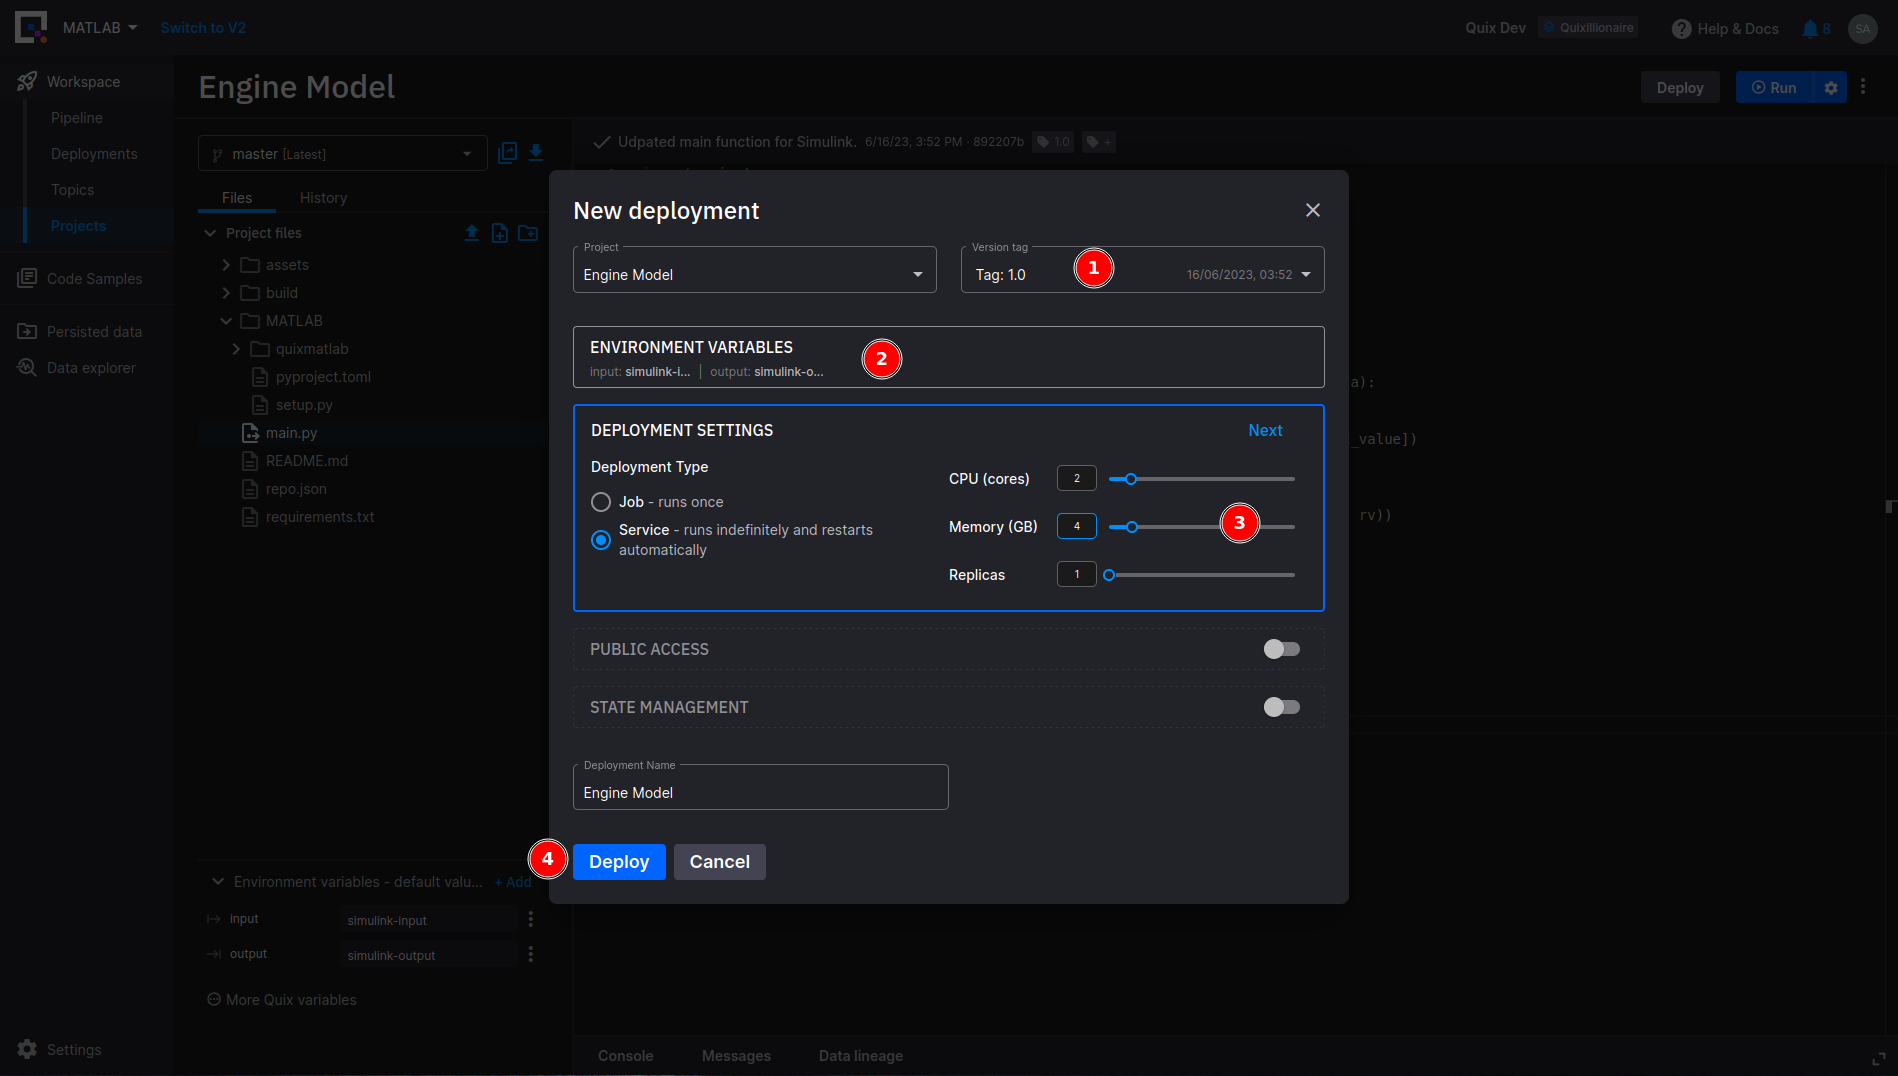 MATLAB
Switch to V2
Quix Dev
Quixillionaire
Help & Docs
8
SA
Workspace
Pipeline
Deployments
Topics
Projects
Code Samples
Persisted data
Data explorer
Settings
Engine Model
Deploy
Run
master [Latest]
Files
History
Project files
assets
build
MATLAB
quixmatlab
pyproject.toml
setup.py
main.py
README.md
repo.json
requirements.txt
Environment variables - default valu...
+ Add
input
simulink-input
output
simulink-output
More Quix variables
Udpated main function for Simulink. 6/16/23, 3:52 PM · 892207b
1.0
+
a):
_value])
rv))
New deployment
Project
Engine Model
Version tag
Tag: 1.0
1
16/06/2023, 03:52
ENVIRONMENT VARIABLES
input: simulink-i... | output: simulink-o...
2
DEPLOYMENT SETTINGS
Next
Deployment Type
Job - runs once
Service - runs indefinitely and restarts
automatically
CPU (cores)
2
Memory (GB)
4
3
Replicas
1
PUBLIC ACCESS
STATE MANAGEMENT
Deployment Name
Engine Model
4
Deploy
Cancel
Console
Messages
Data lineage